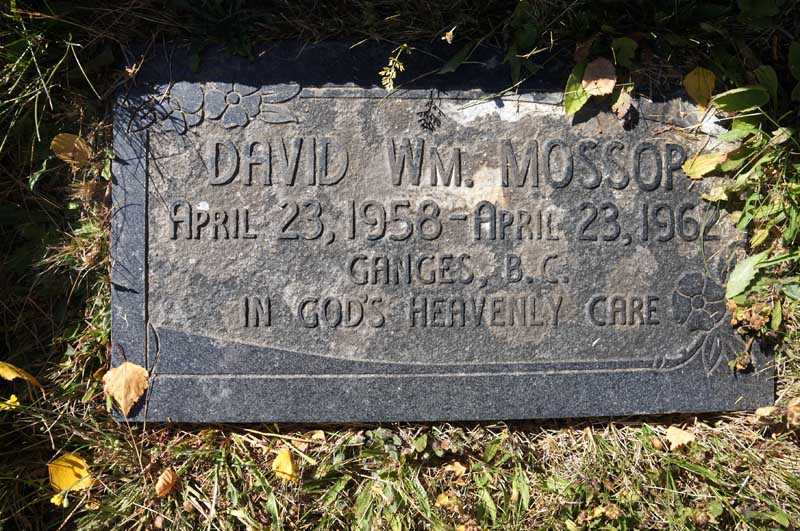 DAVID WM. MOSSOP
APRIL 23, 1958 - APRIL 23, 1962
GANGES, B.C.
IN GOD'S HEAVENLY CARE